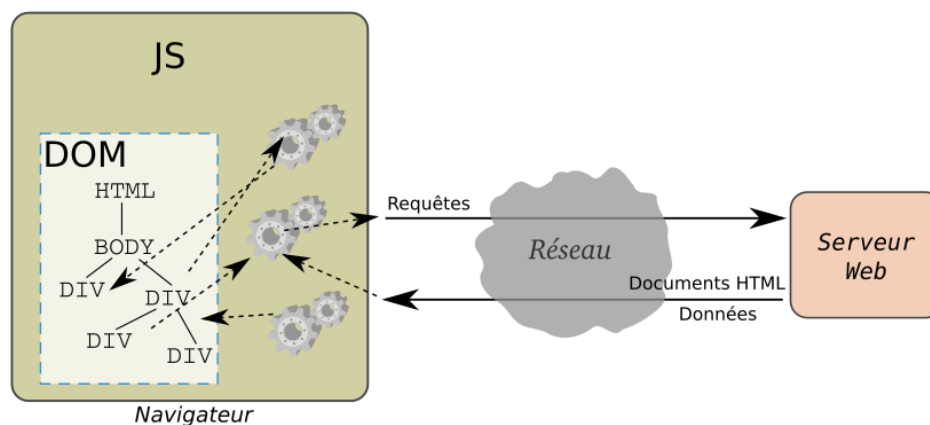 JS
DOM
HTML
BODY
DIV
DIV
DIV
DIV
Navigateur
Requêtes
Réseau
Documents HTML
Données
Serveur
Web